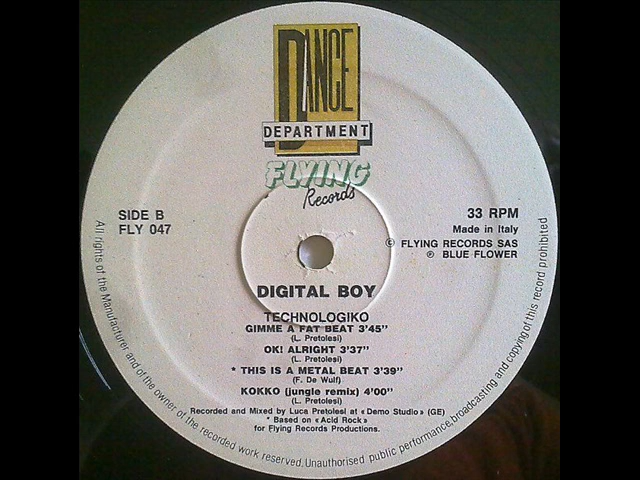 DANCE
DEPARTMENT
FLYING
Records
SIDE B
FLY 047
33 RPM
Made in Italy
© FLYING RECORDS SAS
℗ BLUE FLOWER
DIGITAL BOY
TECHNOLOGIKO
GIMME A FAT BEAT 3'45''
(L. Pretolesi)
OK! ALRIGHT 3'37''
(L. Pretolesi)
* THIS IS A METAL BEAT 3'39''
(F. De Wulf)
KOKKO (jungle remix) 4'00''
(L. Pretolesi)
Recorded and Mixed by Luca Pretolesi at «Demo Studio» (GE)
* Based on «Acid Rock»
for Flying Records Productions.
All rights of the Manufacturer and of the owner of the recorded work reserved. Unauthorised public performance, broadcasting and copying of this record prohibited